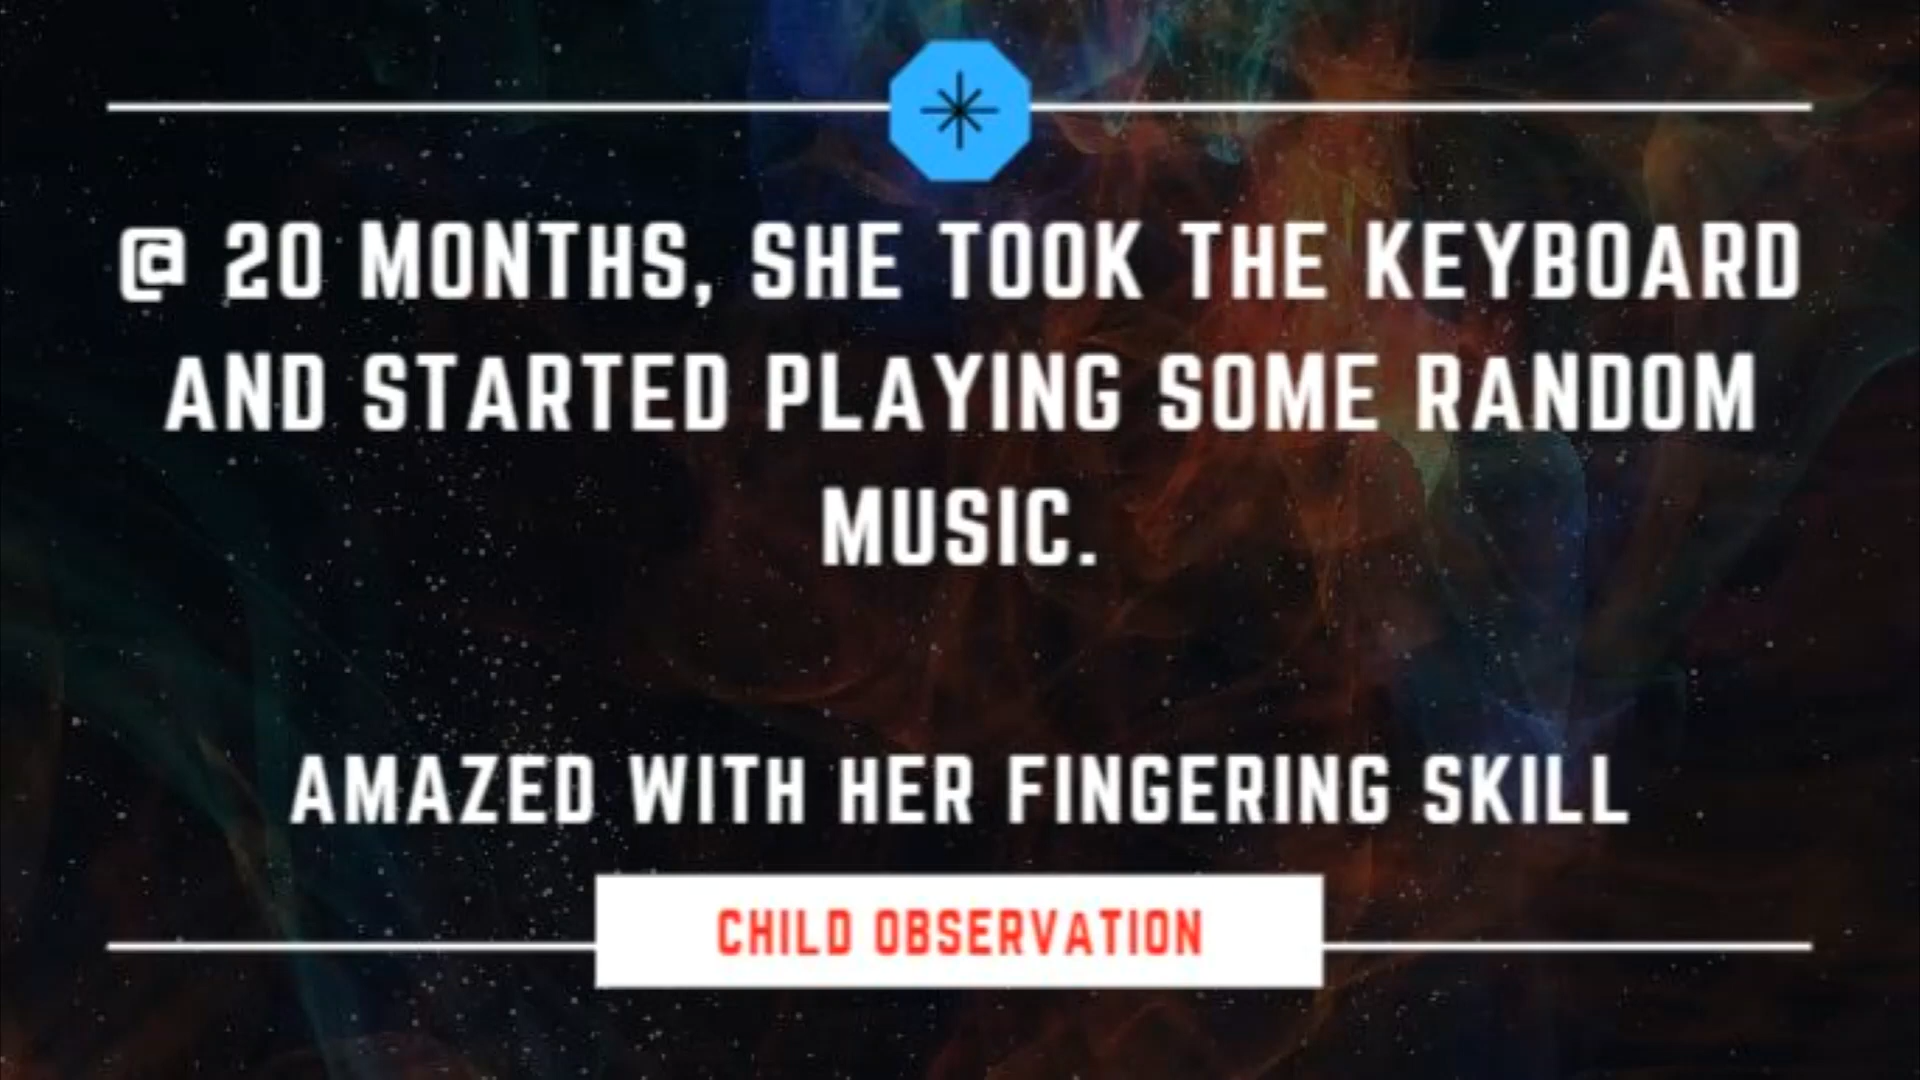 @ 20 MONTHS, SHE TOOK THE KEYBOARD
AND STARTED PLAYING SOME RANDOM
MUSIC.
AMAZED WITH HER FINGERING SKILL
CHILD OBSERVATION